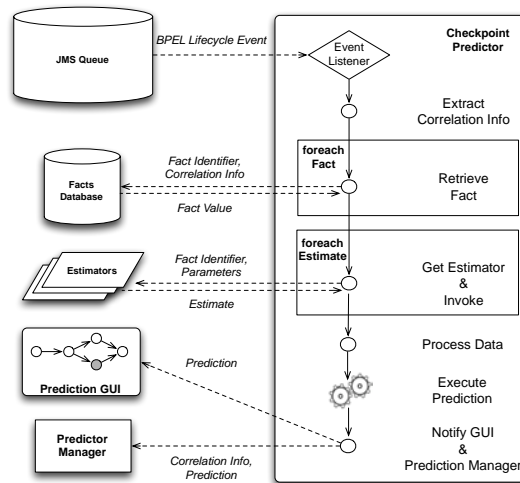 BPEL Lifecycle Event
JMS Queue
Event
Listener
Checkpoint
Predictor
Extract
Correlation Info
foreach
Fact
Fact Identifier,
Correlation Info
Facts
Database
Fact Value
Retrieve
Fact
foreach
Estimate
Fact Identifier,
Parameters
Estimators
Estimate
Get Estimator
&
Invoke
Process Data
Prediction
Prediction GUI
Execute
Prediction
Predictor
Manager
Notify GUI
&
Prediction Manager
Correlation Info,
Prediction